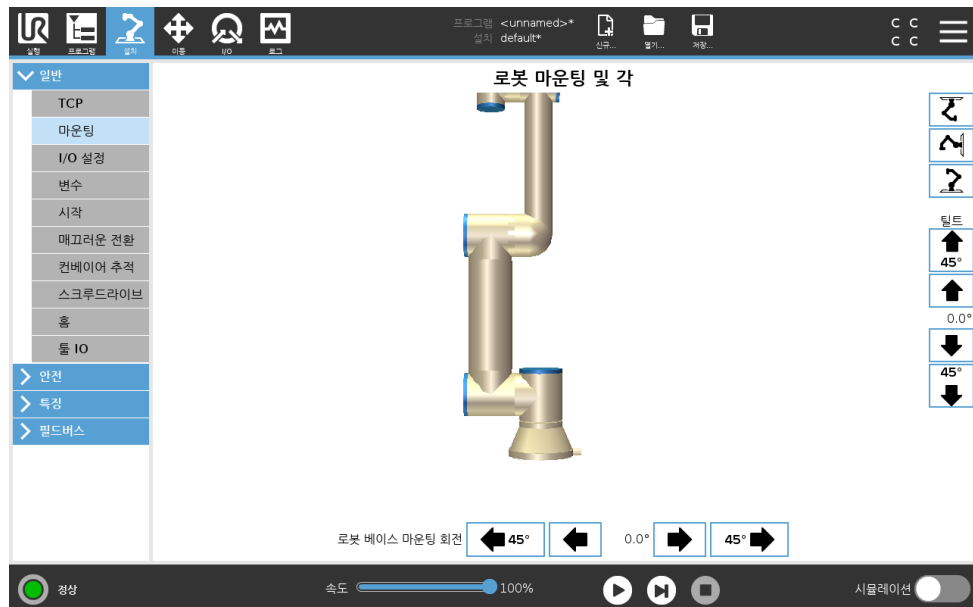 UR
실행
프로그램
설치
이동
I/O
로그
프로그램 <unnamed>*
설치 default*
신규...
열기...
저장...
C C
C C
일반
TCP
마운팅
I/O 설정
변수
시작
매끄러운 전환
컨베이어 추적
스크루드라이브
홈
툴 IO
안전
특징
필드버스
로봇 마운팅 및 각
틸트
45°
0.0°
45°
로봇 베이스 마운팅 회전 45° 0.0° 45°
정상
속도 100%
시뮬레이션